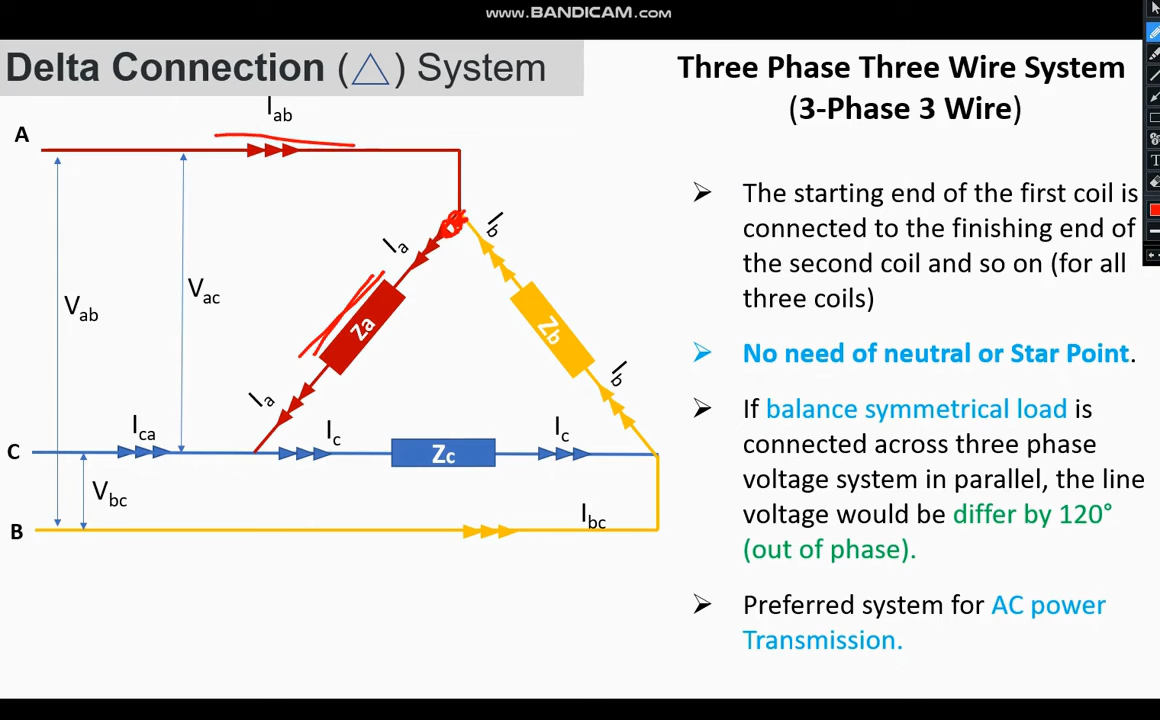 www.BANDICAM.com
Delta Connection (△) System
Three Phase Three Wire System
(3-Phase 3 Wire)
Iab
A
Ib
Ia
The starting end of the first coil is
connected to the finishing end of
the second coil and so on (for all
three coils)
Vab
Vac
Za
Zb
No need of neutral or Star Point.
Ib
Ia
If balance symmetrical load is
connected across three phase
voltage system in parallel, the line
voltage would be differ by 120°
(out of phase).
C
Ica
Ic
Zc
Ic
Vbc
B
Ibc
Preferred system for AC power
Transmission.
T